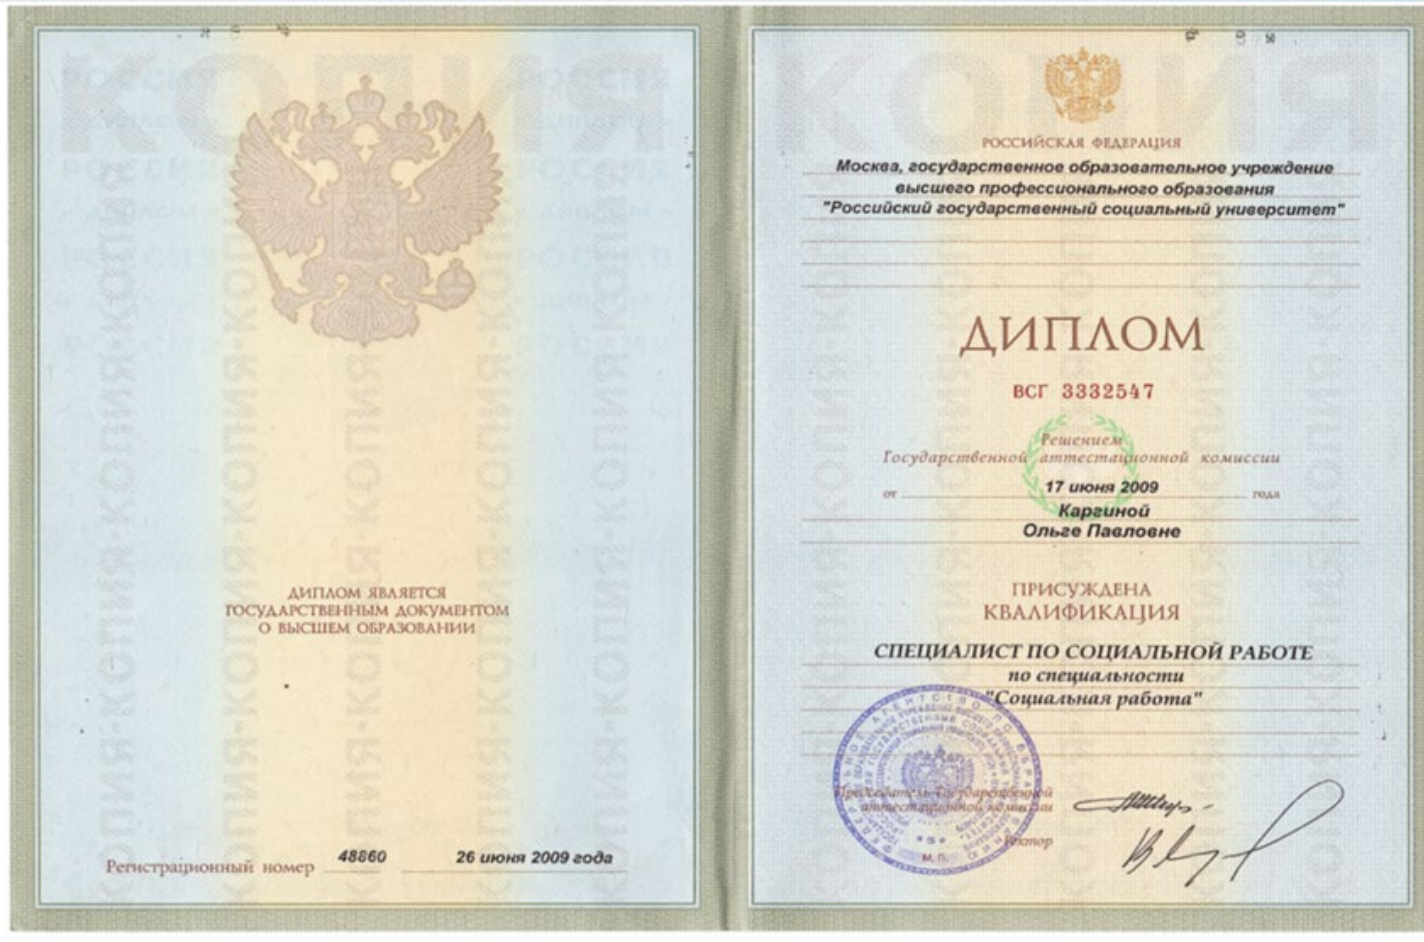 КОПИЯ
РОССИЯ
ДИПЛОМ
ДИПЛОМ ЯВЛЯЕТСЯ
ГОСУДАРСТВЕННЫМ ДОКУМЕНТОМ
О ВЫСШЕМ ОБРАЗОВАНИИ
Регистрационный номер 48860 26 июня 2009 года
КОПИЯ
РОССИЙСКАЯ ФЕДЕРАЦИЯ
Москва, государственное образовательное учреждение
высшего профессионального образования
"Российский государственный социальный университет"
ДИПЛОМ
ВСГ 3332547
Решением
Государственной аттестационной комиссии
от 17 июня 2009 года
Каргиной
Ольге Павловне
ПРИСУЖДЕНА
КВАЛИФИКАЦИЯ
СПЕЦИАЛИСТ ПО СОЦИАЛЬНОЙ РАБОТЕ
по специальности
"Социальная работа"
Председатель Государственной
аттестационной комиссии
Ректор
М. П.